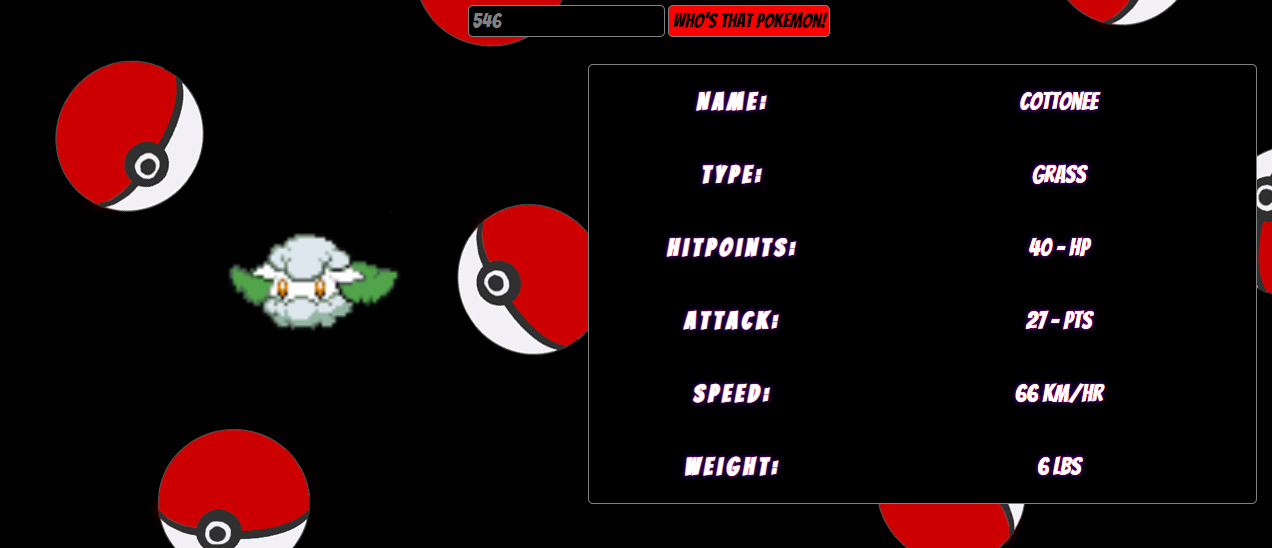 546 WHO'S THAT POKEMON!
NAME: COTTONEE
TYPE: GRASS
HITPOINTS: 40 - HP
ATTACK: 27 - PTS
SPEED: 66 KM/HR
WEIGHT: 6 LBS